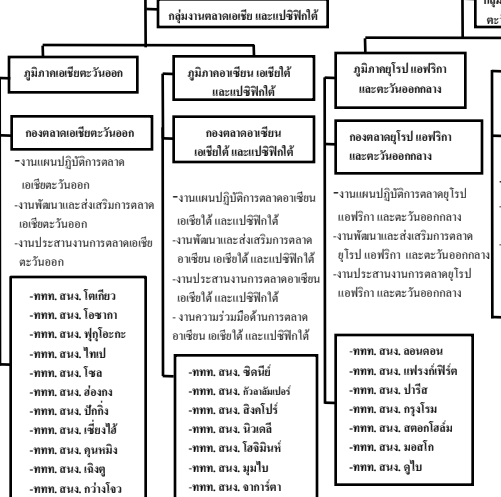 กลุ่มงานตลาดเอเชีย และแปซิฟิกใต้
ภูมิภาคเอเชียตะวันออก
กองตลาดเอเชียตะวันออก
-งานแผนปฏิบัติการตลาด
เอเชียตะวันออก
-งานพัฒนาและส่งเสริมการตลาด
เอเชียตะวันออก
-งานประสานงานการตลาดเอเชีย
ตะวันออก
-ททท. สนง. โตเกียว
-ททท. สนง. โอซากา
-ททท. สนง. ฟุกุโอะกะ
-ททท. สนง. ไทเป
-ททท. สนง. โซล
-ททท. สนง. ฮ่องกง
-ททท. สนง. ปักกิ่ง
-ททท. สนง. เซี่ยงไฮ้
-ททท. สนง. คุนหมิง
-ททท. สนง. เฉิงตู
-ททท. สนง. กว่างโจว
ภูมิภาคอาเซียน เอเชียใต้
และแปซิฟิกใต้
กองตลาดอาเซียน
เอเชียใต้ และแปซิฟิกใต้
-งานแผนปฏิบัติการตลาดอาเซียน
เอเชียใต้ และแปซิฟิกใต้
-งานพัฒนาและส่งเสริมการตลาด
อาเซียน เอเชียใต้ และแปซิฟิกใต้
-งานประสานงานการตลาดอาเซียน
เอเชียใต้ และแปซิฟิกใต้
- งานความร่วมมือด้านการตลาด
อาเซียน เอเชียใต้ และแปซิฟิกใต้
-ททท. สนง. ซิดนีย์
-ททท. สนง. กัวลาลัมเปอร์
-ททท. สนง. สิงคโปร์
-ททท. สนง. นิวเดลี
-ททท. สนง. โฮจิมินห์
-ททท. สนง. มุมไบ
-ททท. สนง. จาการ์ตา
ภูมิภาคยุโรป แอฟริกา
และตะวันออกกลาง
กองตลาดยุโรป แอฟริกา
และตะวันออกกลาง
-งานแผนปฏิบัติการตลาดยุโรป
แอฟริกา และตะวันออกกลาง
-งานพัฒนาและส่งเสริมการตลาด
ยุโรป แอฟริกา และตะวันออกกลาง
-งานประสานงานการตลาดยุโรป
แอฟริกา และตะวันออกกลาง
-ททท. สนง. ลอนดอน
-ททท. สนง. แฟรงก์เฟิร์ต
-ททท. สนง. ปารีส
-ททท. สนง. กรุงโรม
-ททท. สนง. สตอกโฮล์ม
-ททท. สนง. มอสโก
-ททท. สนง. ดูไบ